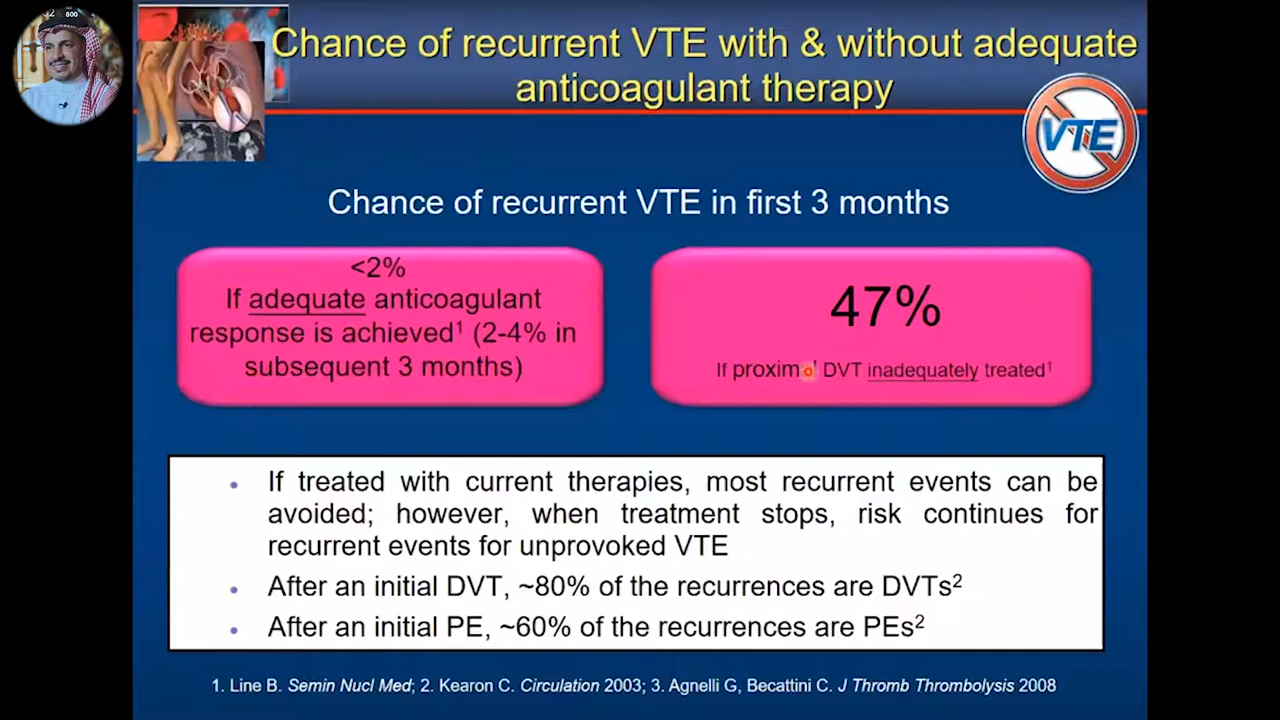 2 800
Chance of recurrent VTE with & without adequate
anticoagulant therapy
VTE
Chance of recurrent VTE in first 3 months
<2%
If adequate anticoagulant
response is achieved¹ (2-4% in
subsequent 3 months)
47%
If proximal DVT inadequately treated¹
• If treated with current therapies, most recurrent events can be
avoided; however, when treatment stops, risk continues for
recurrent events for unprovoked VTE
• After an initial DVT, ~80% of the recurrences are DVTs²
• After an initial PE, ~60% of the recurrences are PEs²
1. Line B. Semin Nucl Med; 2. Kearon C. Circulation 2003; 3. Agnelli G, Becattini C. J Thromb Thrombolysis 2008